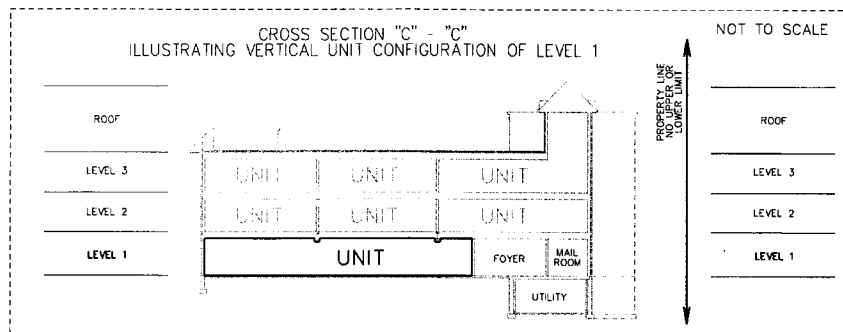 CROSS SECTION "C" - "C"
ILLUSTRATING VERTICAL UNIT CONFIGURATION OF LEVEL 1
NOT TO SCALE
PROPERTY LINE
NO UPPER OR
LOWER LIMIT
ROOF
ROOF
LEVEL 3
UNIT
UNIT
UNIT
LEVEL 3
LEVEL 2
UNIT
UNIT
UNIT
LEVEL 2
LEVEL 1
UNIT
FOYER
MAIL
ROOM
LEVEL 1
UTILITY